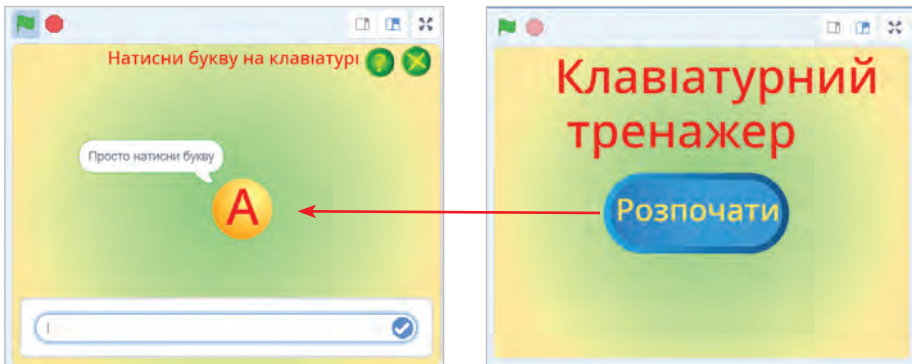 Натисни букву на клавіатурі
Просто натисни букву
А
Клавіатурний
тренажер
Розпочати